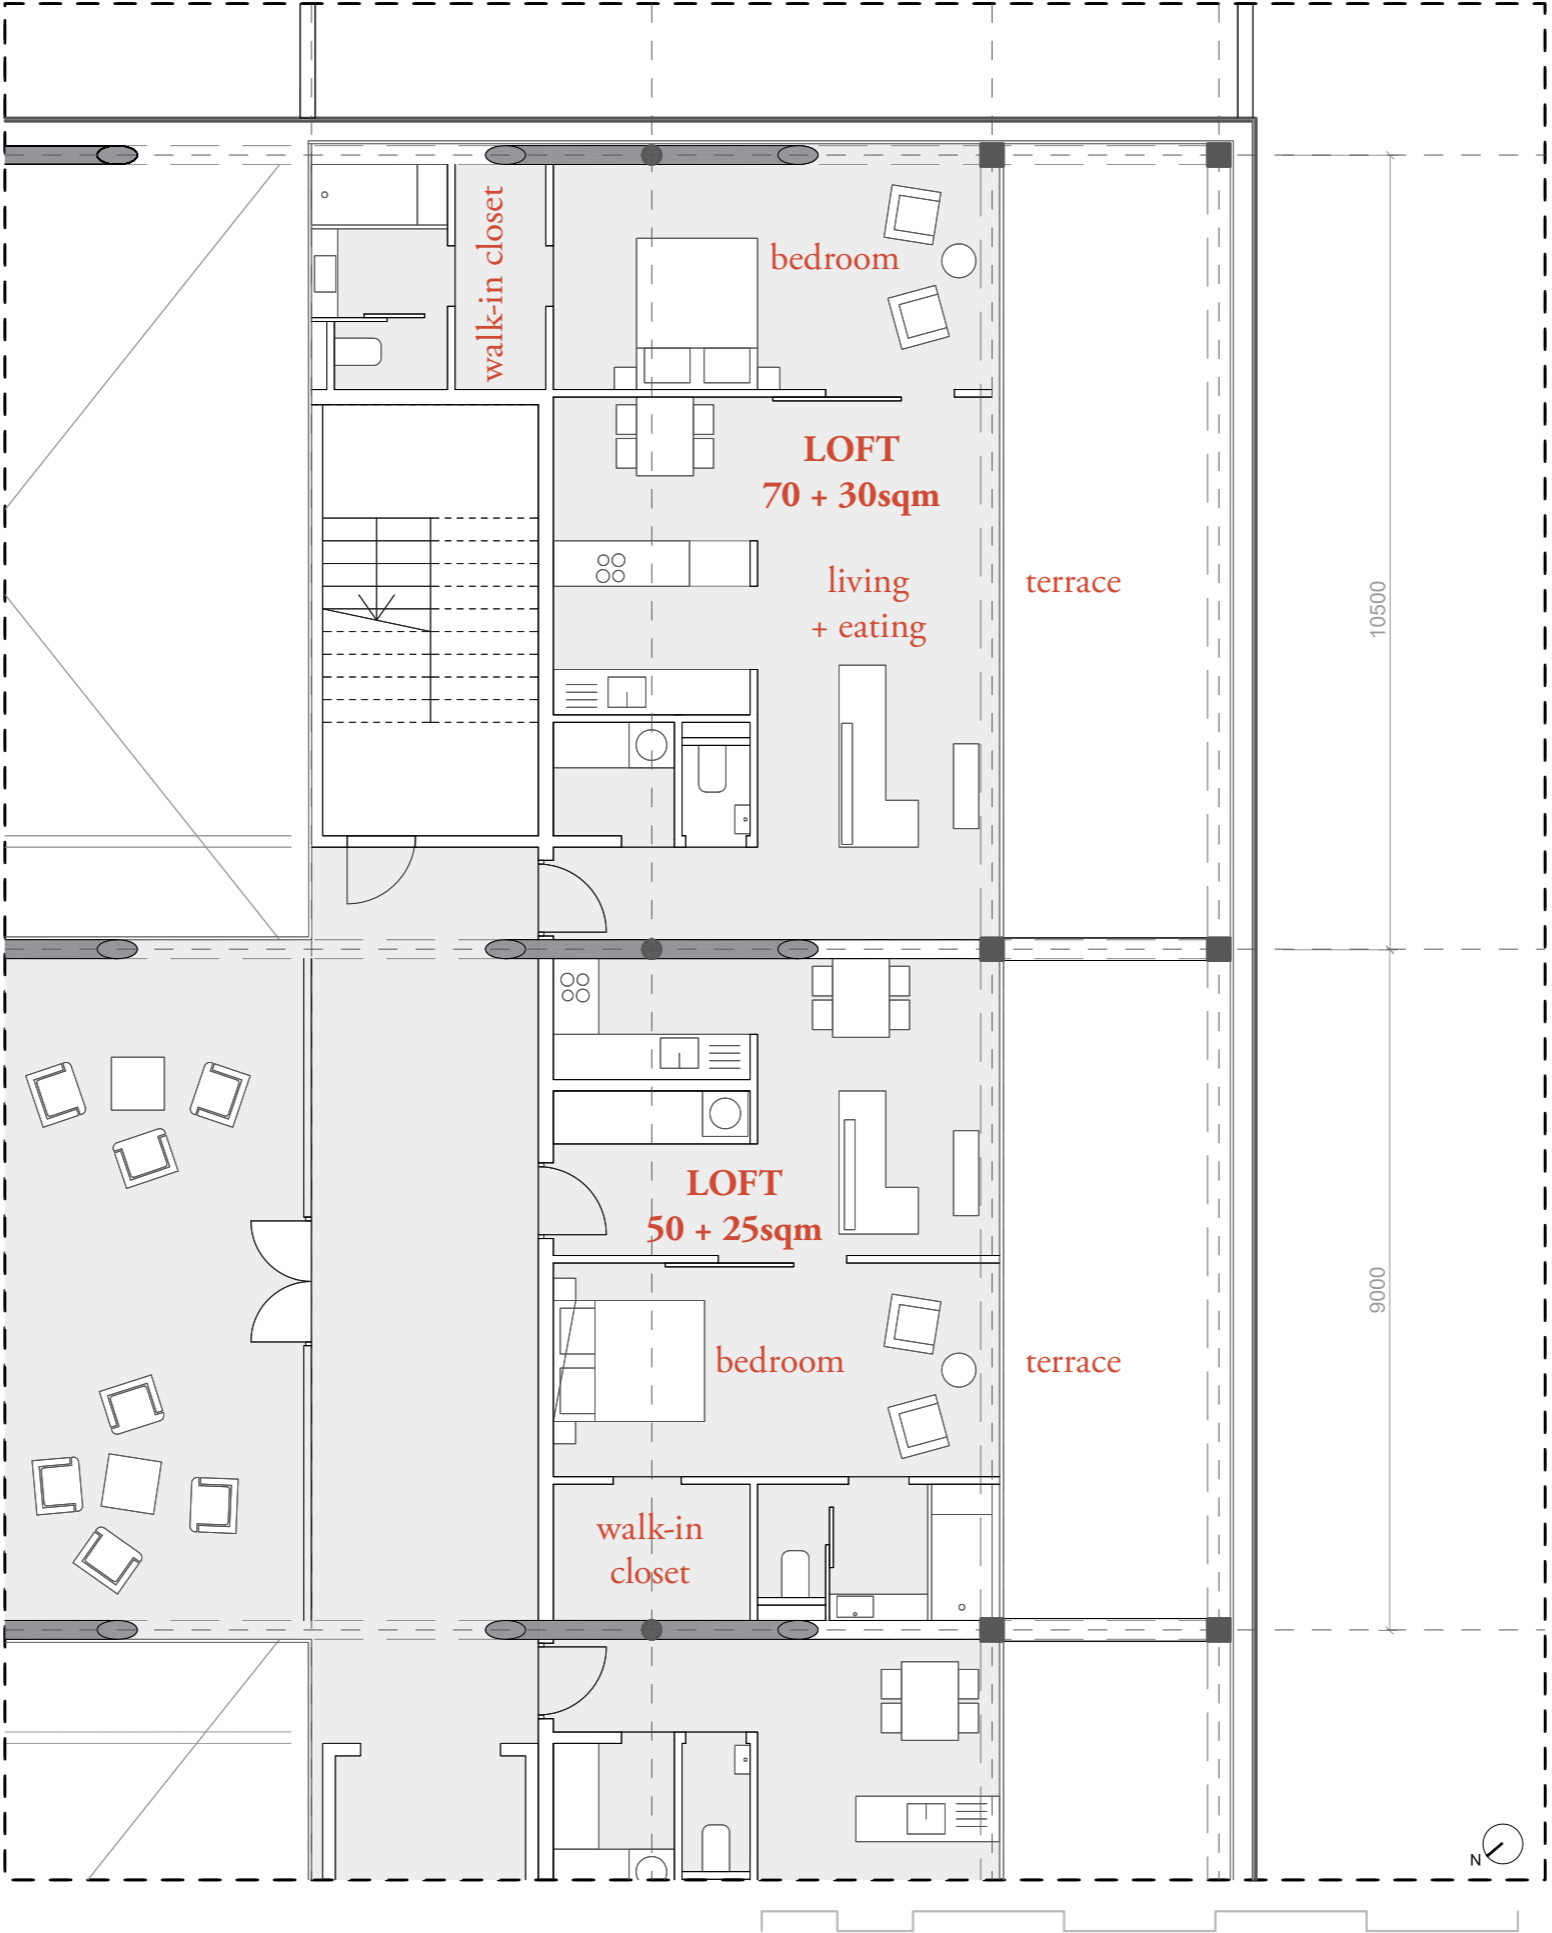 walk-in closet
bedroom
LOFT
70 + 30sqm
living
+ eating
terrace
10500
LOFT
50 + 25sqm
bedroom
terrace
9000
walk-in
closet
N